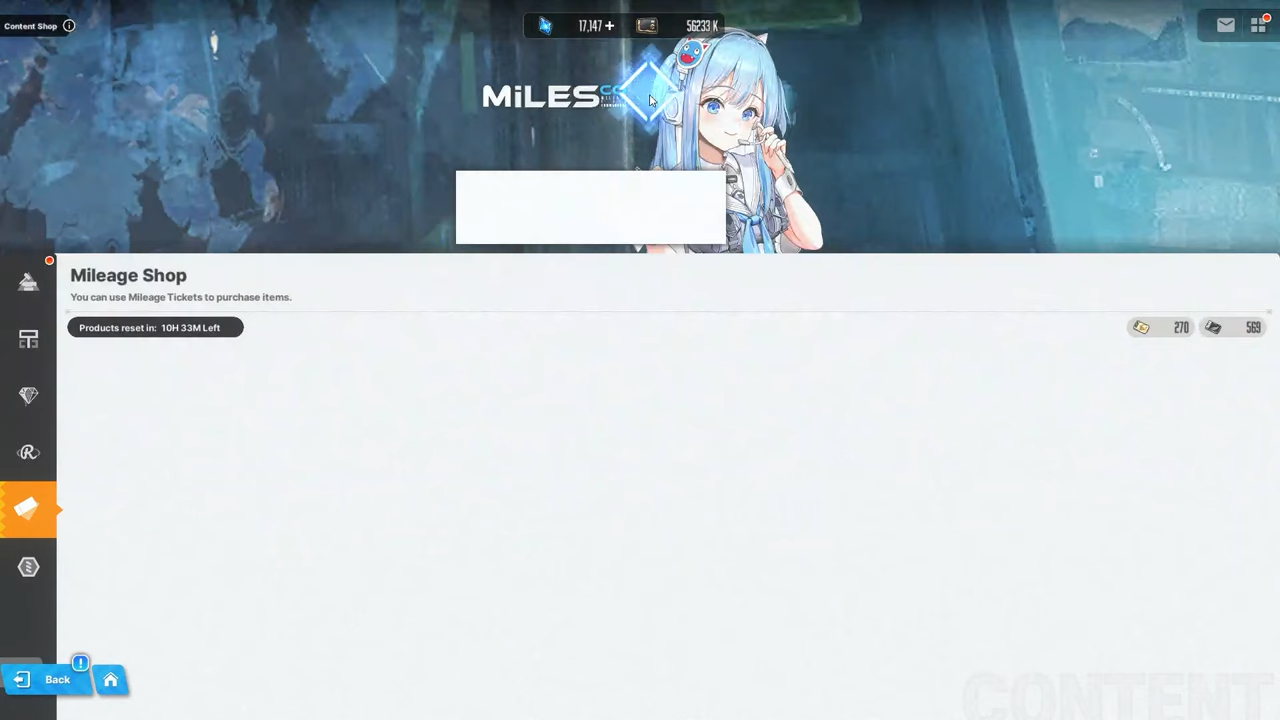 Content Shop
17,147 +
56233 K
MiLES
Mileage Shop
You can use Mileage Tickets to purchase items.
Products reset in: 10H 33M Left
270
569
R
!
Back
CONTENT